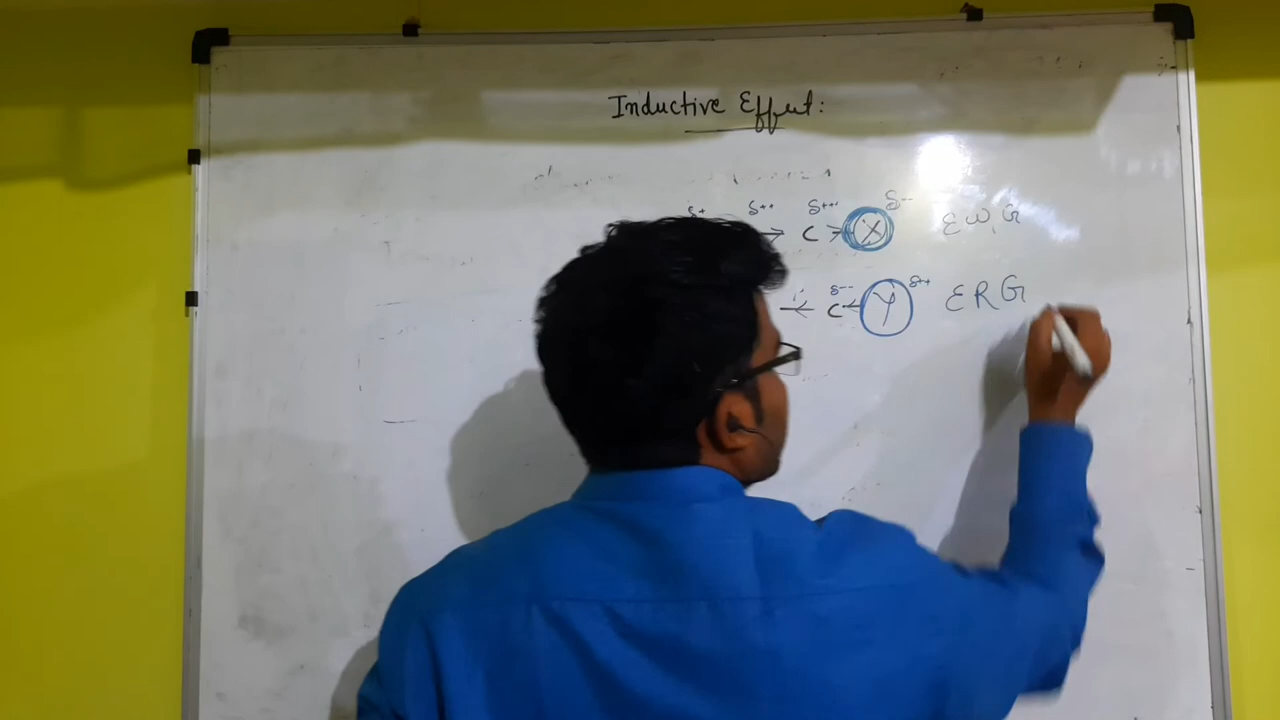 Inductive Effect:
δ+ δ++ δ+++ δ--
→ C → X EWG
δ-- δ++
← C ← Y ERG